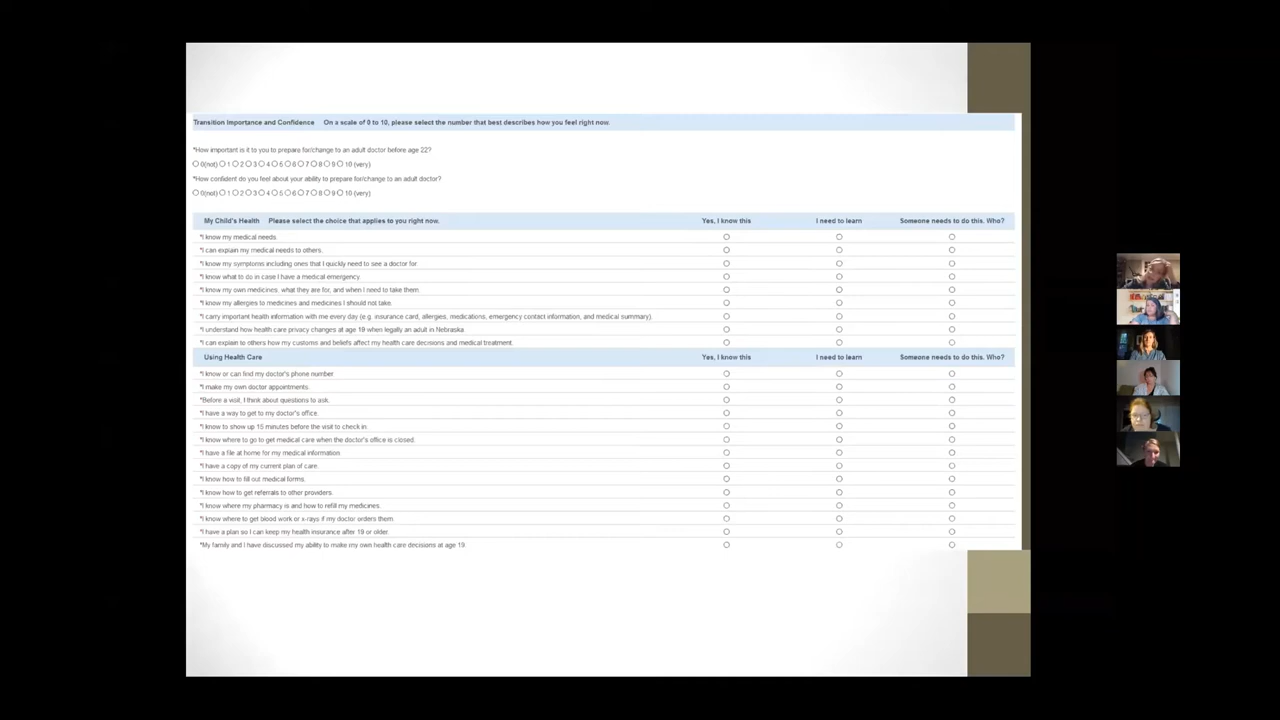 Transition Importance and Confidence On a scale of 0 to 10, please select the number that best describes how you feel right now.
*How important is it to you to prepare for/change to an adult doctor before age 22?
0(not) 1 2 3 4 5 6 7 8 9 10 (very)
*How confident do you feel about your ability to prepare for/change to an adult doctor?
0(not) 1 2 3 4 5 6 7 8 9 10 (very)
My Child's Health Please select the choice that applies to you right now. Yes, I know this I need to learn Someone needs to do this. Who?
*I know my medical needs.
*I can explain my medical needs to others.
*I know my symptoms including ones that I quickly need to see a doctor for.
*I know what to do in case I have a medical emergency.
*I know my own medicines, what they are for, and when I need to take them.
*I know my allergies to medicines and medicines I should not take.
*I carry important health information with me every day (e.g. insurance card, allergies, medications, emergency contact information, and medical summary).
*I understand how health care privacy changes at age 19 when legally an adult in Nebraska.
*I can explain to others how my customs and beliefs affect my health care decisions and medical treatment.
Using Health Care Yes, I know this I need to learn Someone needs to do this. Who?
*I know or can find my doctor's phone number.
*I make my own doctor appointments.
*Before a visit, I think about questions to ask.
*I have a way to get to my doctor's office.
*I know to show up 15 minutes before the visit to check in.
*I know where to go to get medical care when the doctor's office is closed.
*I have a file at home for my medical information.
*I have a copy of my current plan of care.
*I know how to fill out medical forms.
*I know how to get referrals to other providers.
*I know where my pharmacy is and how to refill my medicines.
*I know where to get blood work or x-rays if my doctor orders them.
*I have a plan so I can keep my health insurance after 19 or older.
*My family and I have discussed my ability to make my own health care decisions at age 19.